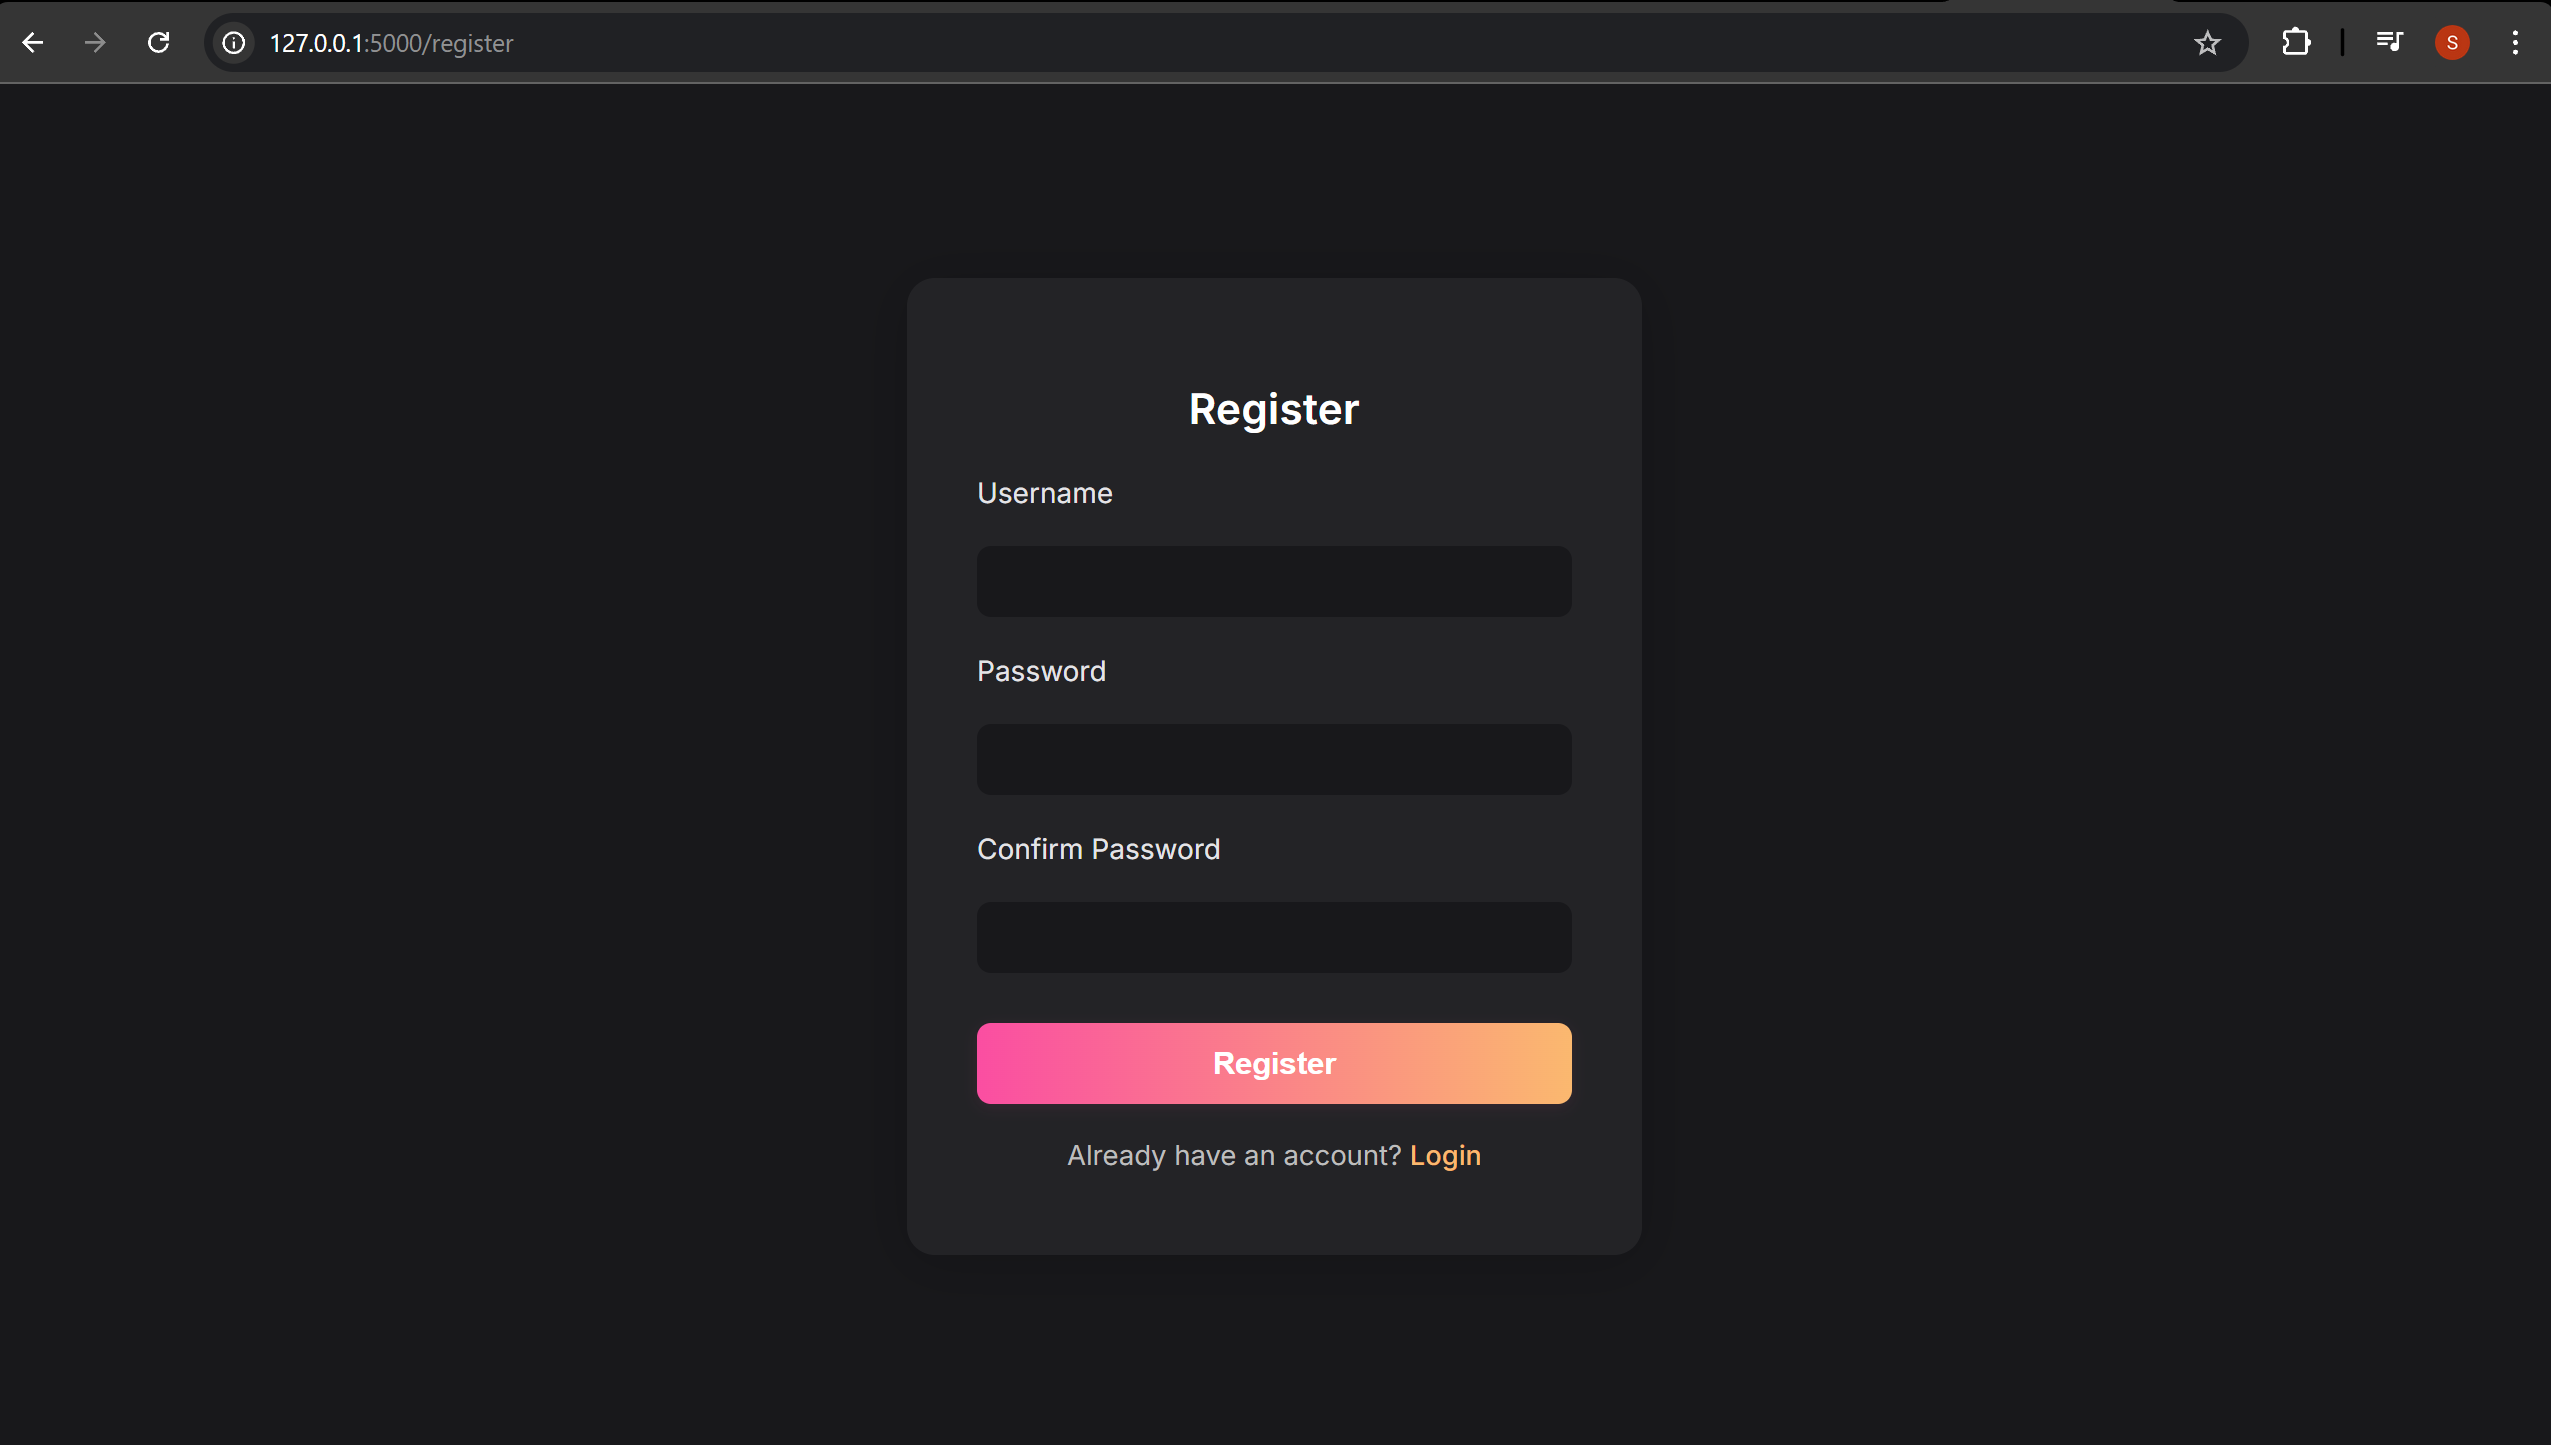 127.0.0.1:5000/register
S
Register
Username
Password
Confirm Password
Register
Already have an account? Login